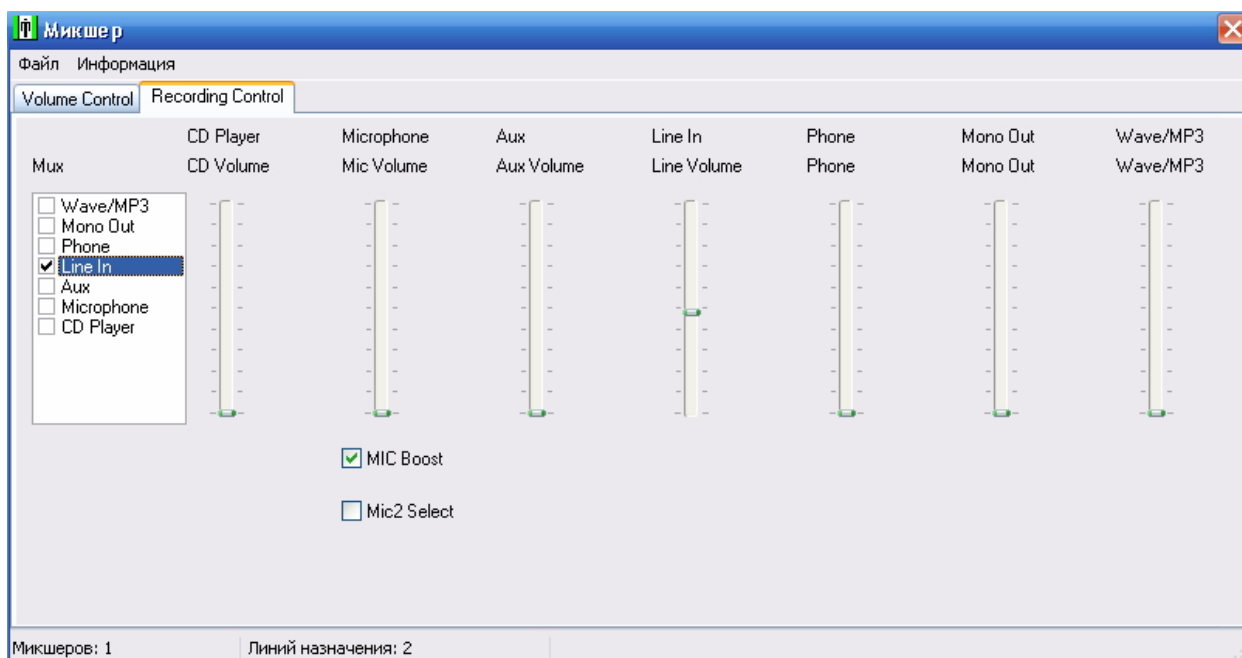 Микшер
Файл Информация
Volume Control Recording Control
CD Player Microphone Aux Line In Phone Mono Out Wave/MP3
Mux CD Volume Mic Volume Aux Volume Line Volume Phone Mono Out Wave/MP3
Wave/MP3
Mono Out
Phone
Line In
Aux
Microphone
CD Player
MIC Boost
Mic2 Select
Микшеров: 1 Линий назначения: 2